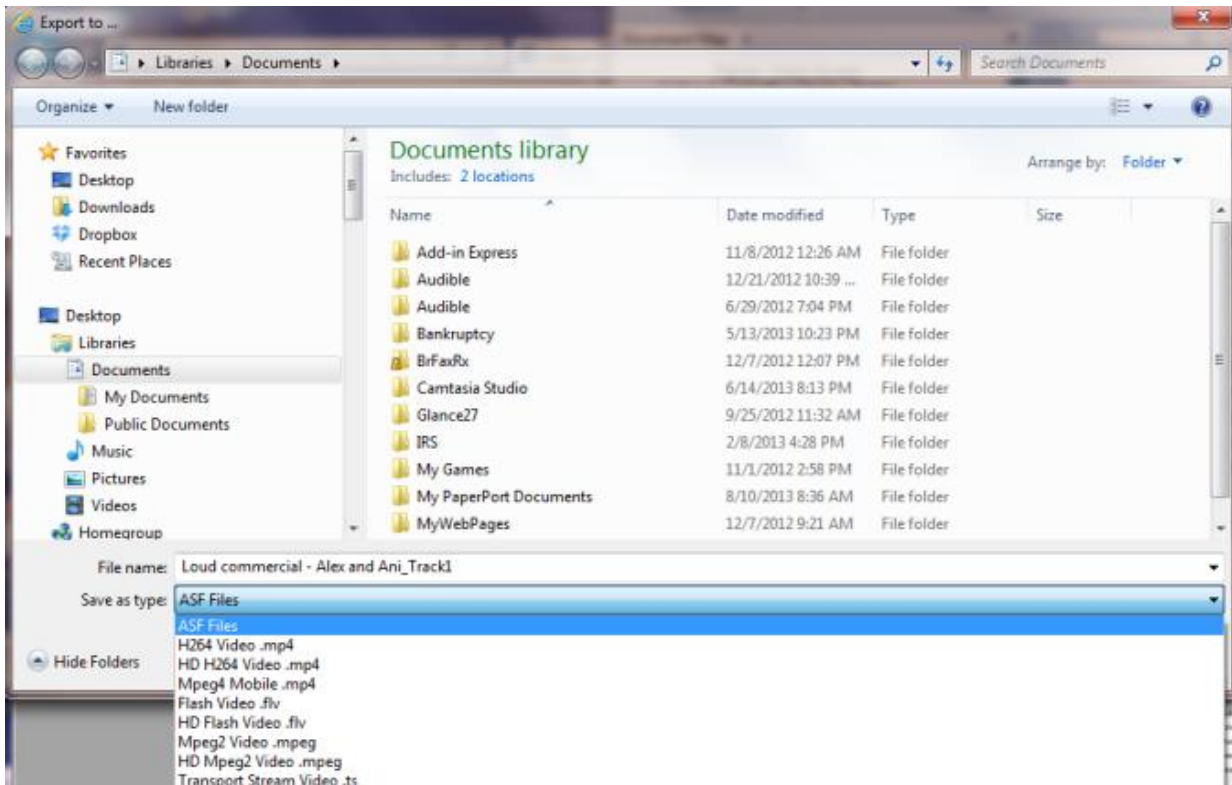 Export to ...
Libraries ▸ Documents ▸
Search Documents
Organize
New folder
Favorites
Desktop
Downloads
Dropbox
Recent Places
Desktop
Libraries
Documents
My Documents
Public Documents
Music
Pictures
Videos
Homegroup
Documents library
Includes: 2 locations
Arrange by: Folder
Name Date modified Type Size
Add-in Express 11/8/2012 12:26 AM File folder
Audible 12/21/2012 10:39 ... File folder
Audible 6/29/2012 7:04 PM File folder
Bankruptcy 5/13/2013 10:23 PM File folder
BrFaxRx 12/7/2012 12:07 PM File folder
Camtasia Studio 6/14/2013 8:13 PM File folder
Glance27 9/25/2012 11:32 AM File folder
IRS 2/8/2013 4:28 PM File folder
My Games 11/1/2012 2:58 PM File folder
My PaperPort Documents 8/10/2013 8:36 AM File folder
MyWebPages 12/7/2012 9:21 AM File folder
File name: Loud commercial - Alex and Ani_Track1
Save as type: ASF Files
ASF Files
H264 Video .mp4
HD H264 Video .mp4
Mpeg4 Mobile .mp4
Flash Video .flv
HD Flash Video .flv
Mpeg2 Video .mpeg
HD Mpeg2 Video .mpeg
Transport Stream Video .ts
Hide Folders